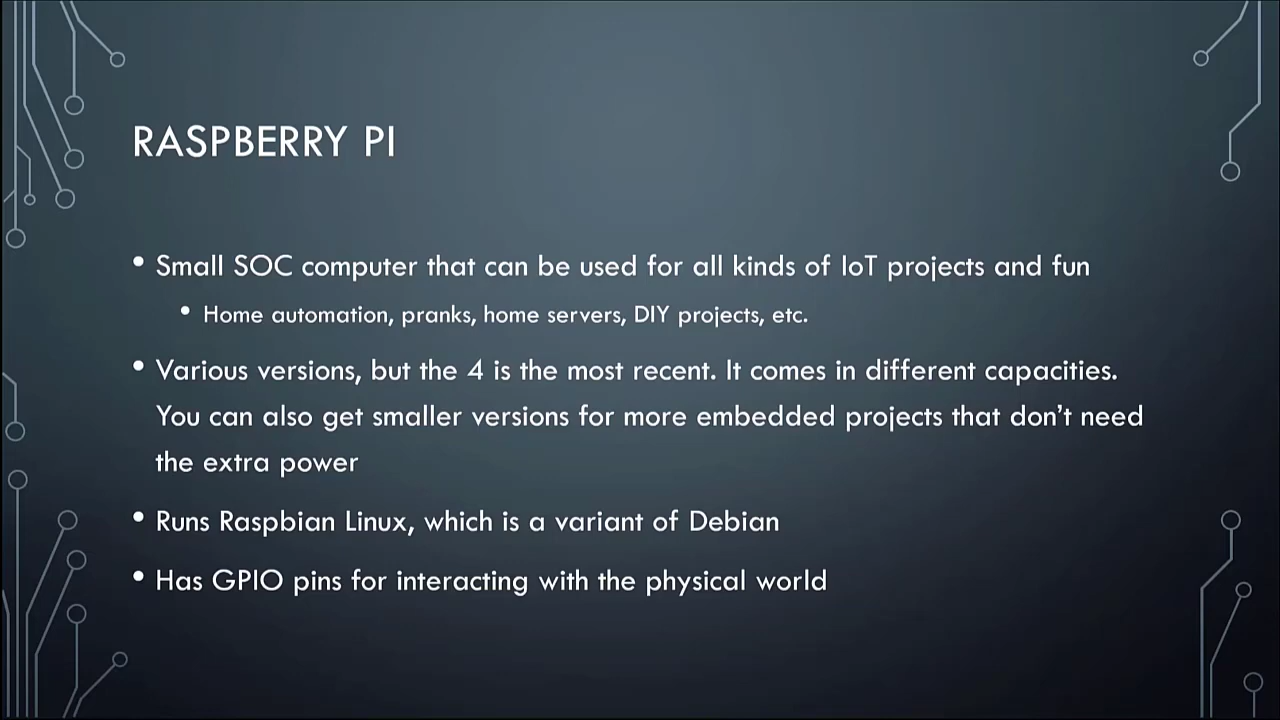 RASPBERRY PI
• Small SOC computer that can be used for all kinds of IoT projects and fun
• Home automation, pranks, home servers, DIY projects, etc.
• Various versions, but the 4 is the most recent. It comes in different capacities.
You can also get smaller versions for more embedded projects that don't need
the extra power
• Runs Raspbian Linux, which is a variant of Debian
• Has GPIO pins for interacting with the physical world